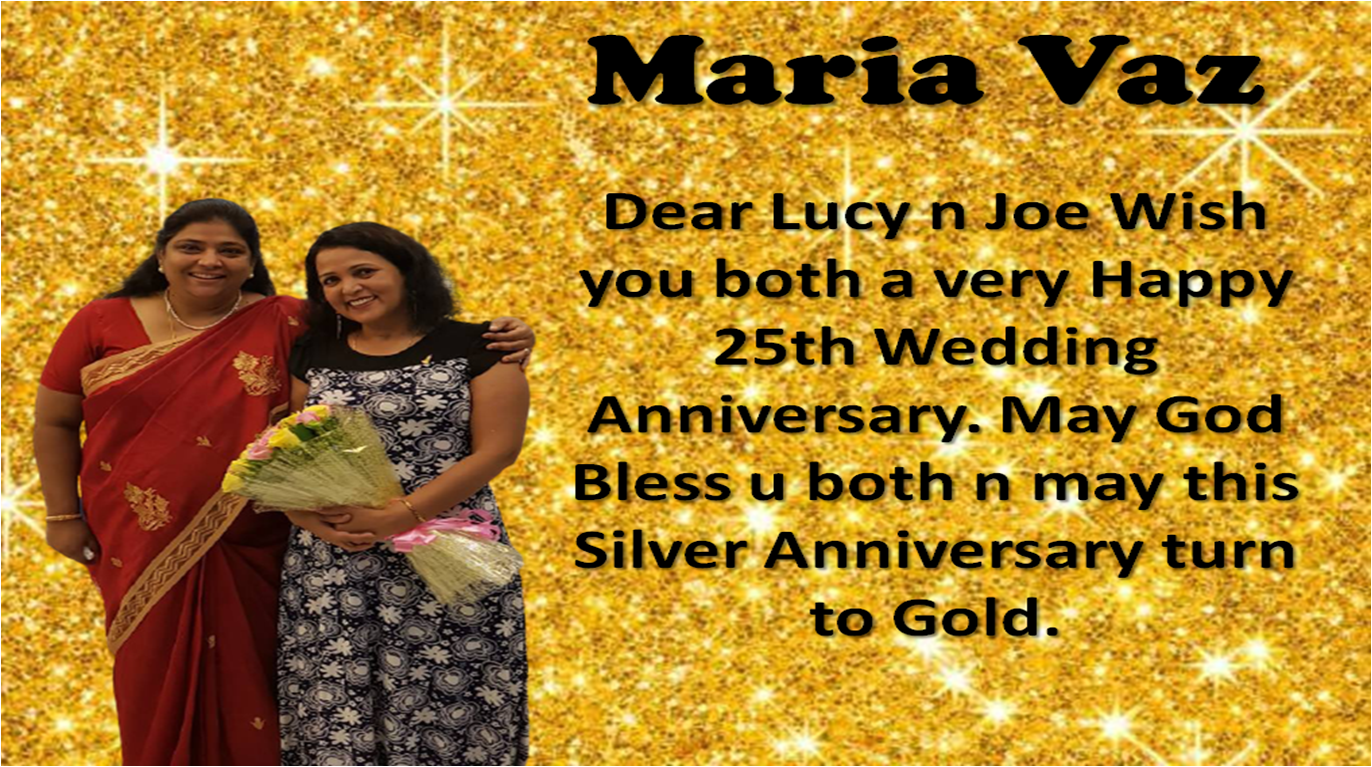 Maria Vaz
Dear Lucy n Joe Wish
you both a very Happy
25th Wedding
Anniversary. May God
Bless u both n may this
Silver Anniversary turn
to Gold.